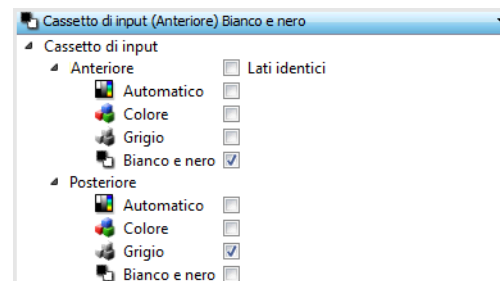 Cassetto di input (Anteriore) Bianco e nero
Cassetto di input
Anteriore Lati identici
Automatico
Colore
Grigio
Bianco e nero
Posteriore
Automatico
Colore
Grigio
Bianco e nero